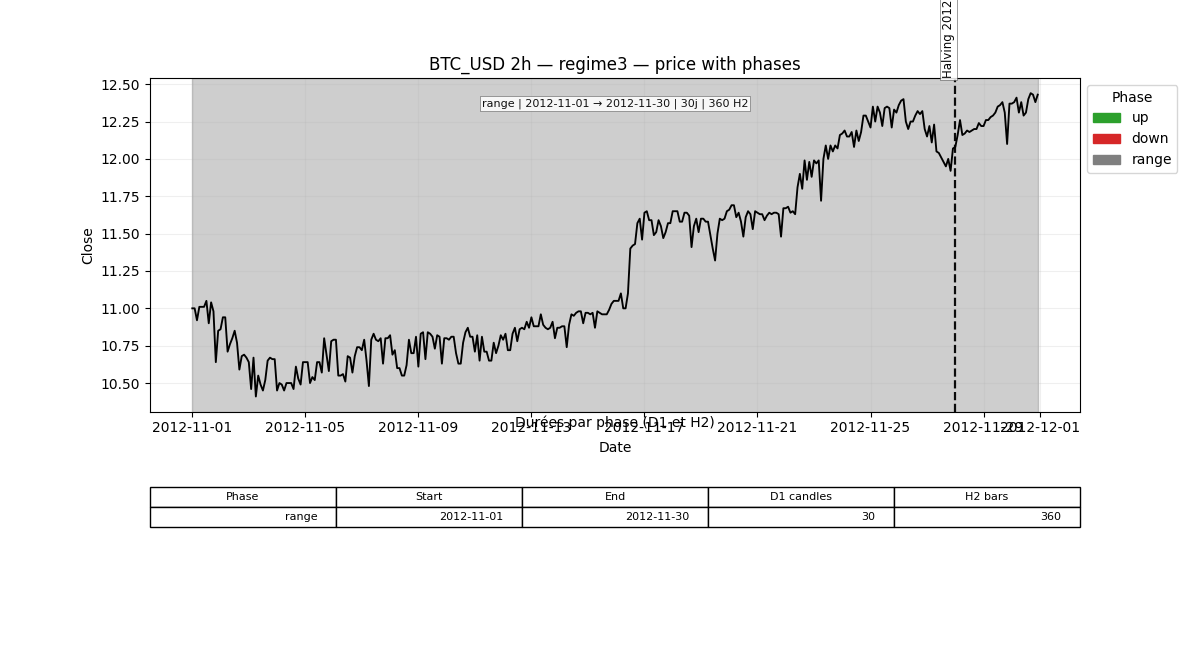 Halving 2012
BTC_USD 2h — regime3 — price with phases
range | 2012-11-01 → 2012-11-30 | 30j | 360 H2
Phase
up
down
range
Close
12.50
12.25
12.00
11.75
11.50
11.25
11.00
10.75
10.50
Durées par phase (D1 et H2)
2012-11-01 2012-11-05 2012-11-09 2012-11-13 2012-11-17 2012-11-21 2012-11-25 2012-11-29 2012-12-01
Date
Phase Start End D1 candles H2 bars
range 2012-11-01 2012-11-30 30 360